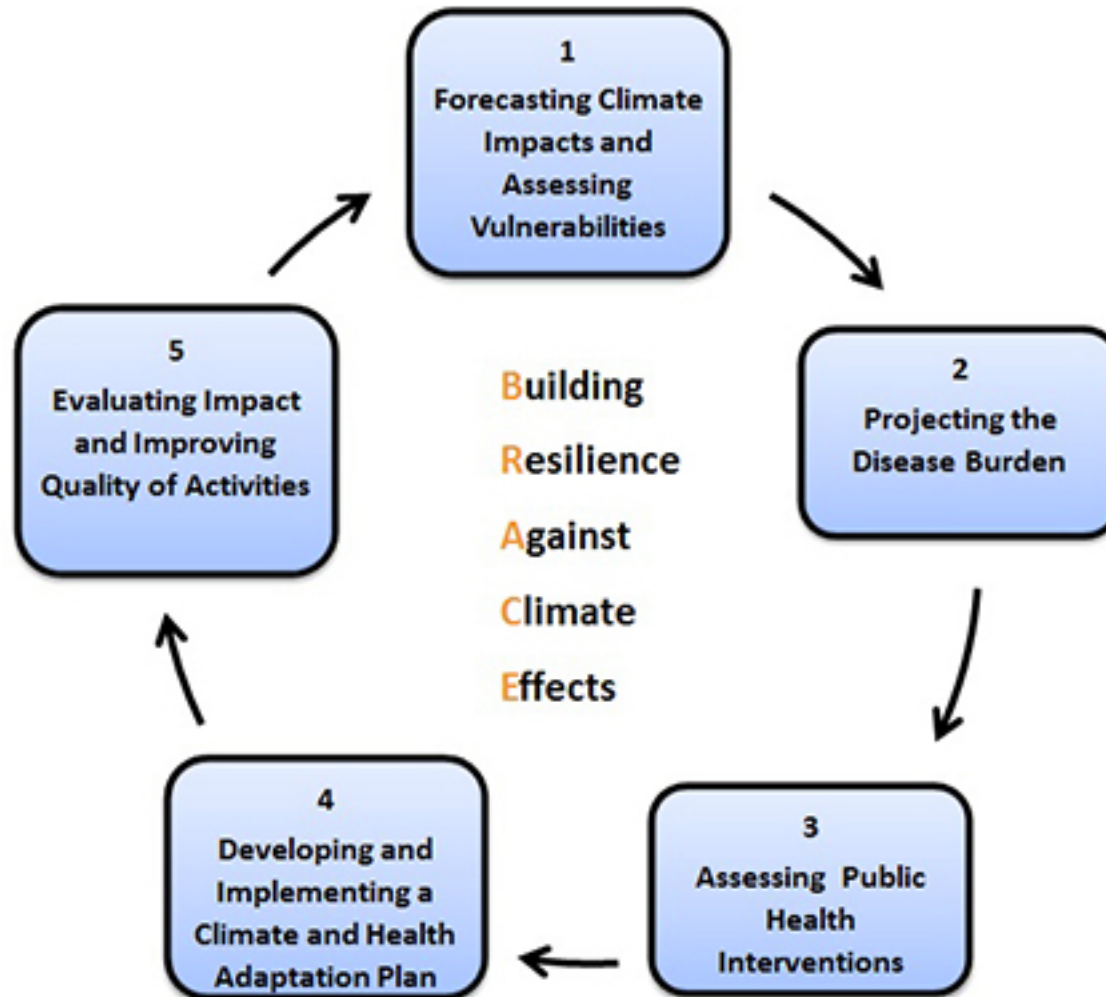 1
Forecasting Climate
Impacts and
Assessing
Vulnerabilities
2
Projecting the
Disease Burden
3
Assessing Public
Health
Interventions
4
Developing and
Implementing a
Climate and Health
Adaptation Plan
5
Evaluating Impact
and Improving
Quality of Activities
Building
Resilience
Against
Climate
Effects